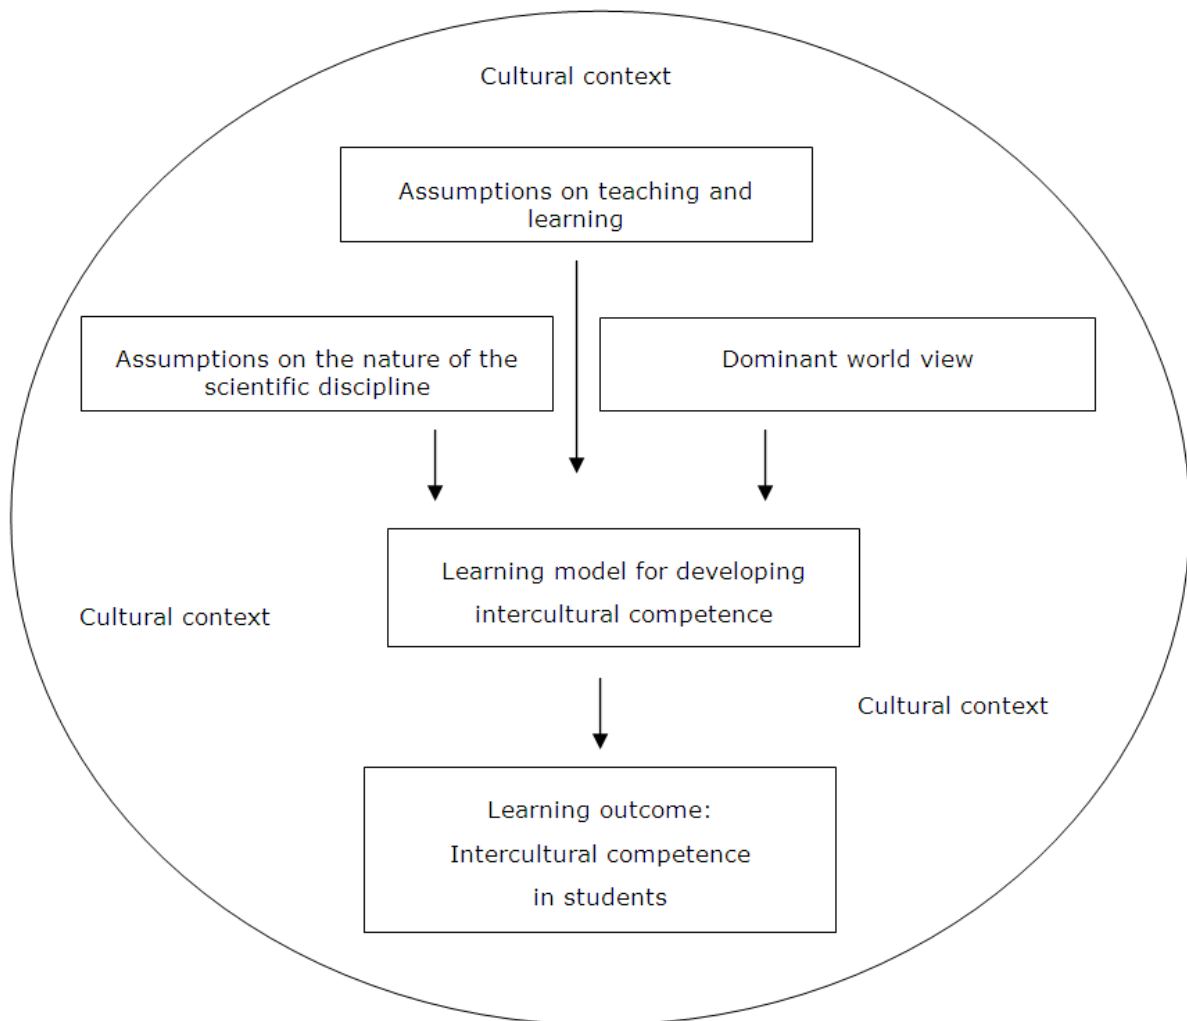 Cultural context
Assumptions on teaching and
learning
Assumptions on the nature of the
scientific discipline
Dominant world view
Learning model for developing
intercultural competence
Cultural context
Cultural context
Learning outcome:
Intercultural competence
in students